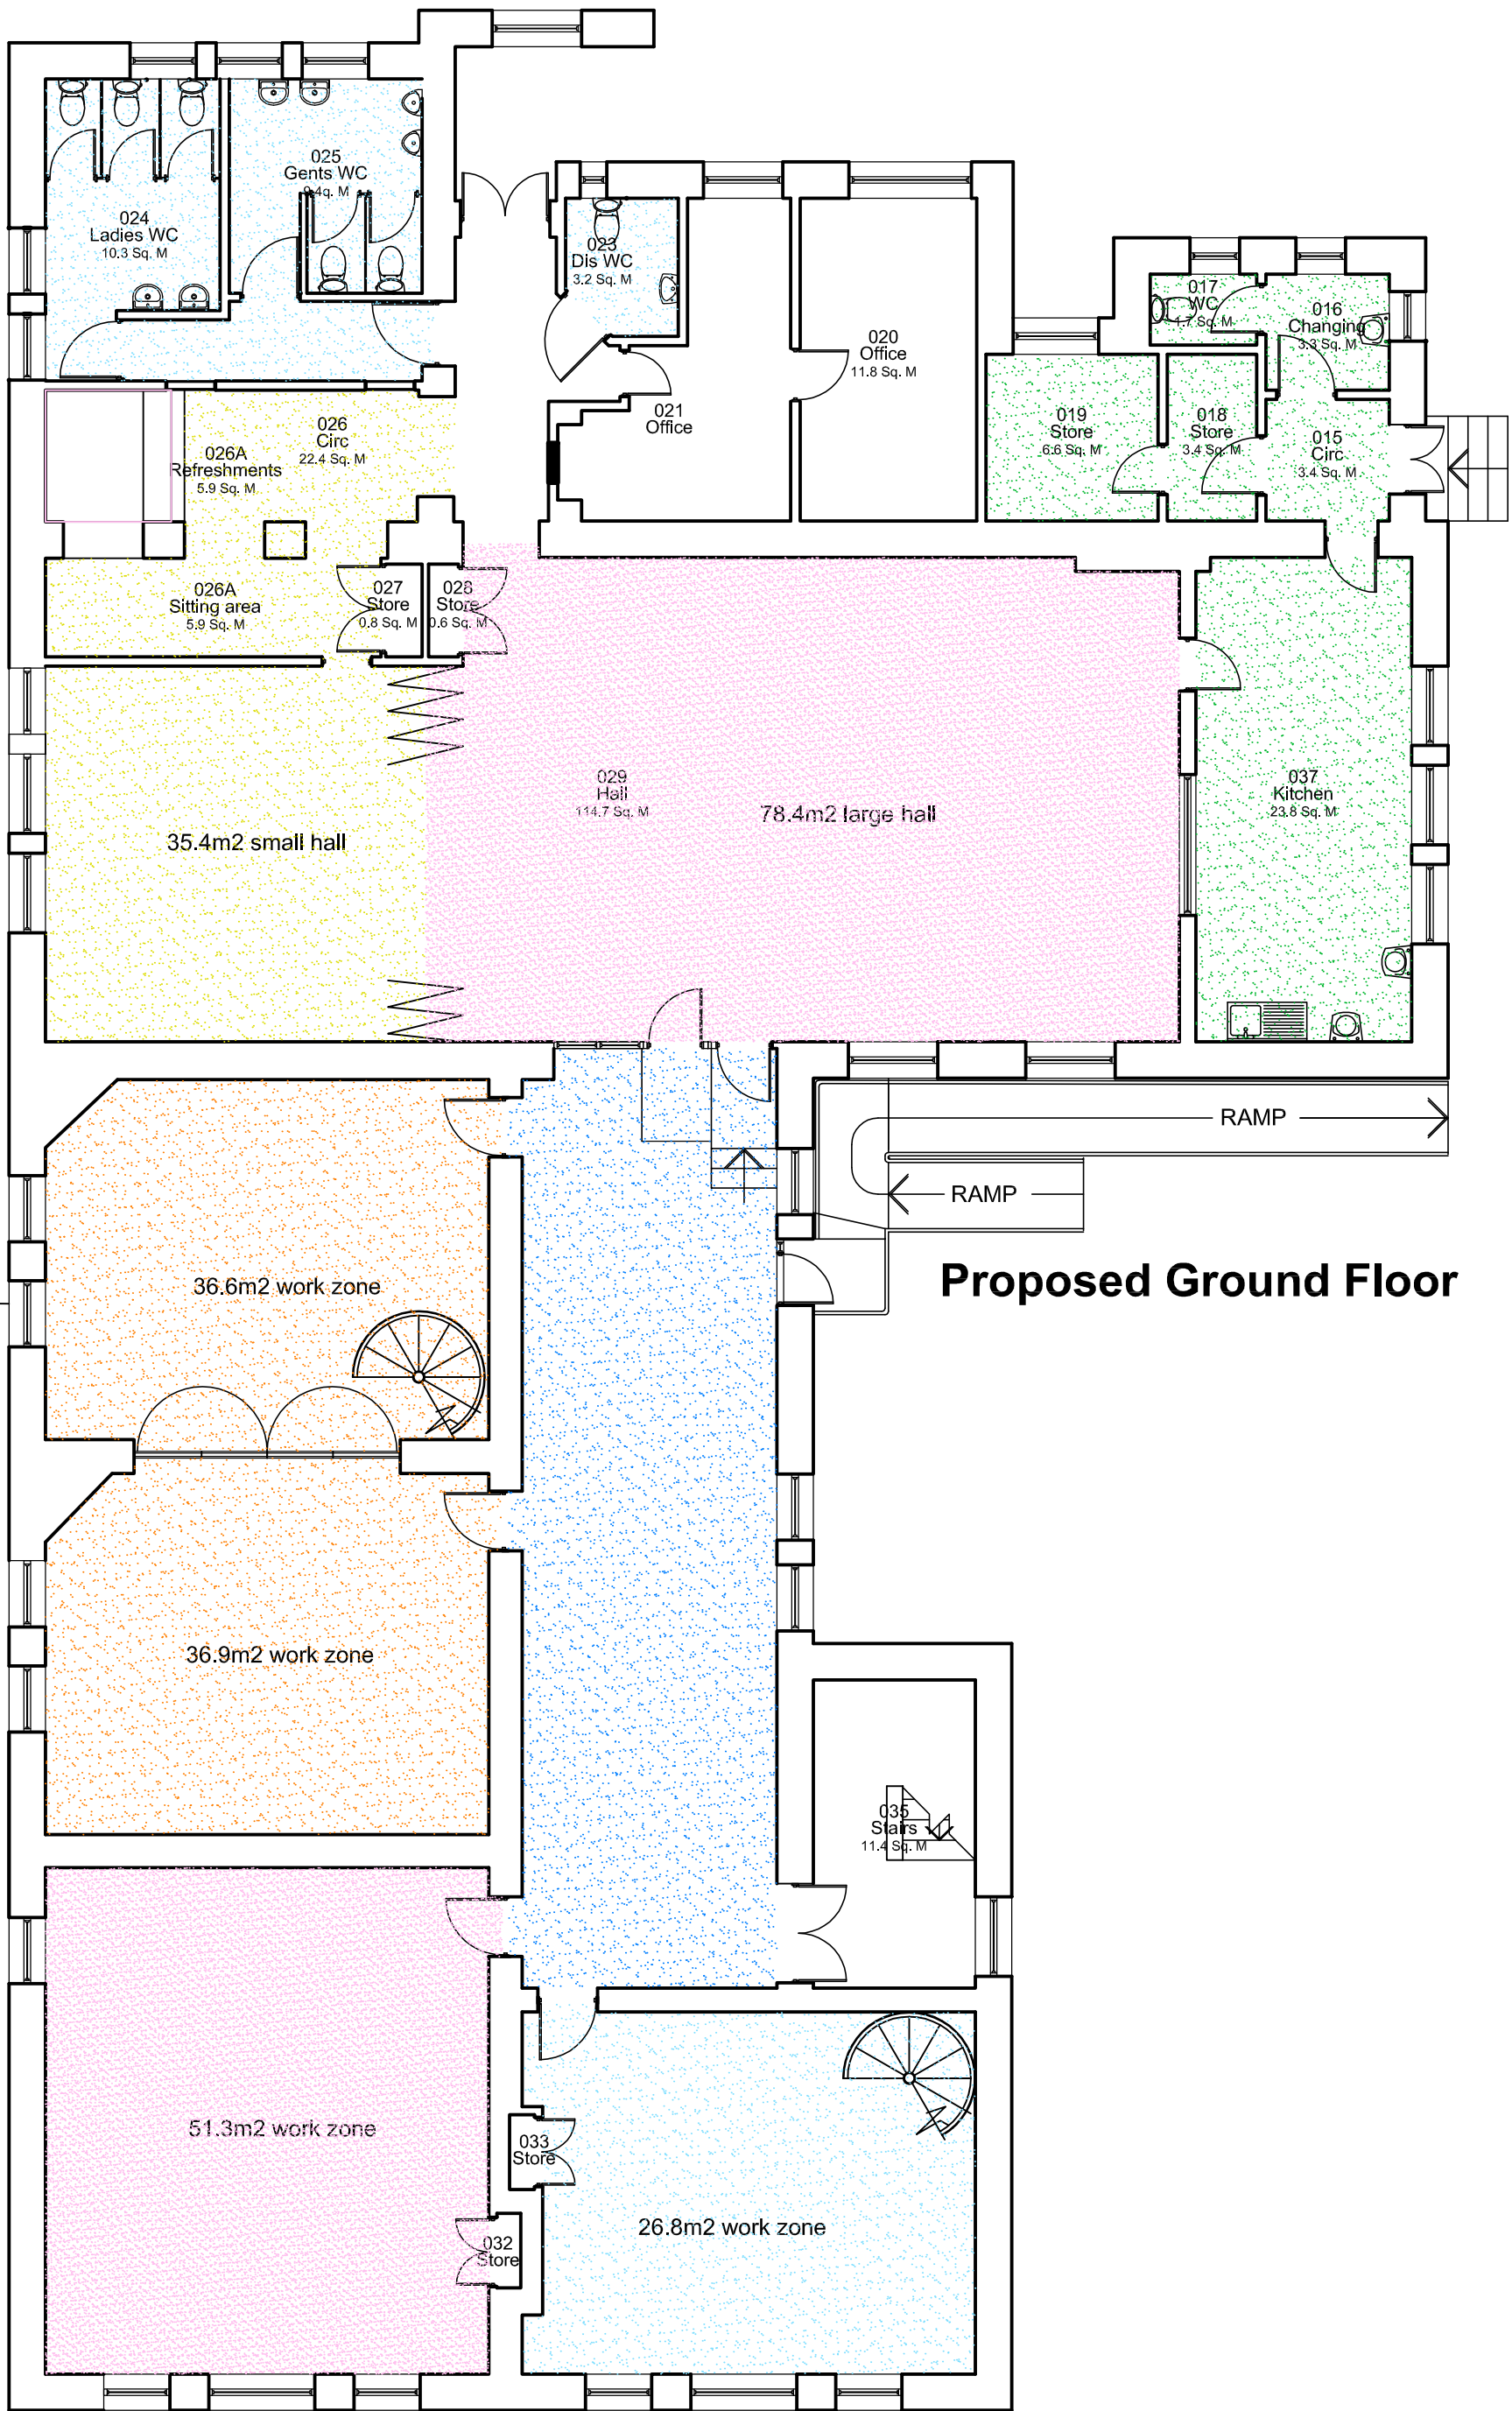 025
Gents WC
9.4q. M
024
Ladies WC
10.3 Sq. M
023
Dis WC
3.2 Sq. M
017
WC
1.7 Sq. M
016
Changing
3.3 Sq. M
020
Office
11.8 Sq. M
021
Office
019
Store
6.6 Sq. M
018
Store
3.4 Sq. M
015
Circ
3.4 Sq. M
026
Circ
22.4 Sq. M
026A
Refreshments
5.9 Sq. M
026A
Sitting area
5.9 Sq. M
027
Store
0.8 Sq. M
028
Store
0.6 Sq. M
029
Hall
114.7 Sq. M
78.4m2 large hall
35.4m2 small hall
037
Kitchen
23.8 Sq. M
RAMP
RAMP
Proposed Ground Floor
36.6m2 work zone
36.9m2 work zone
035
Stairs
11.4 Sq. M
51.3m2 work zone
033
Store
26.8m2 work zone
032
Store